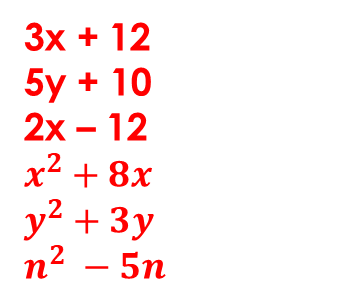 3x + 12
5y + 10
2x – 12
x² + 8x
y² + 3y
n² – 5n